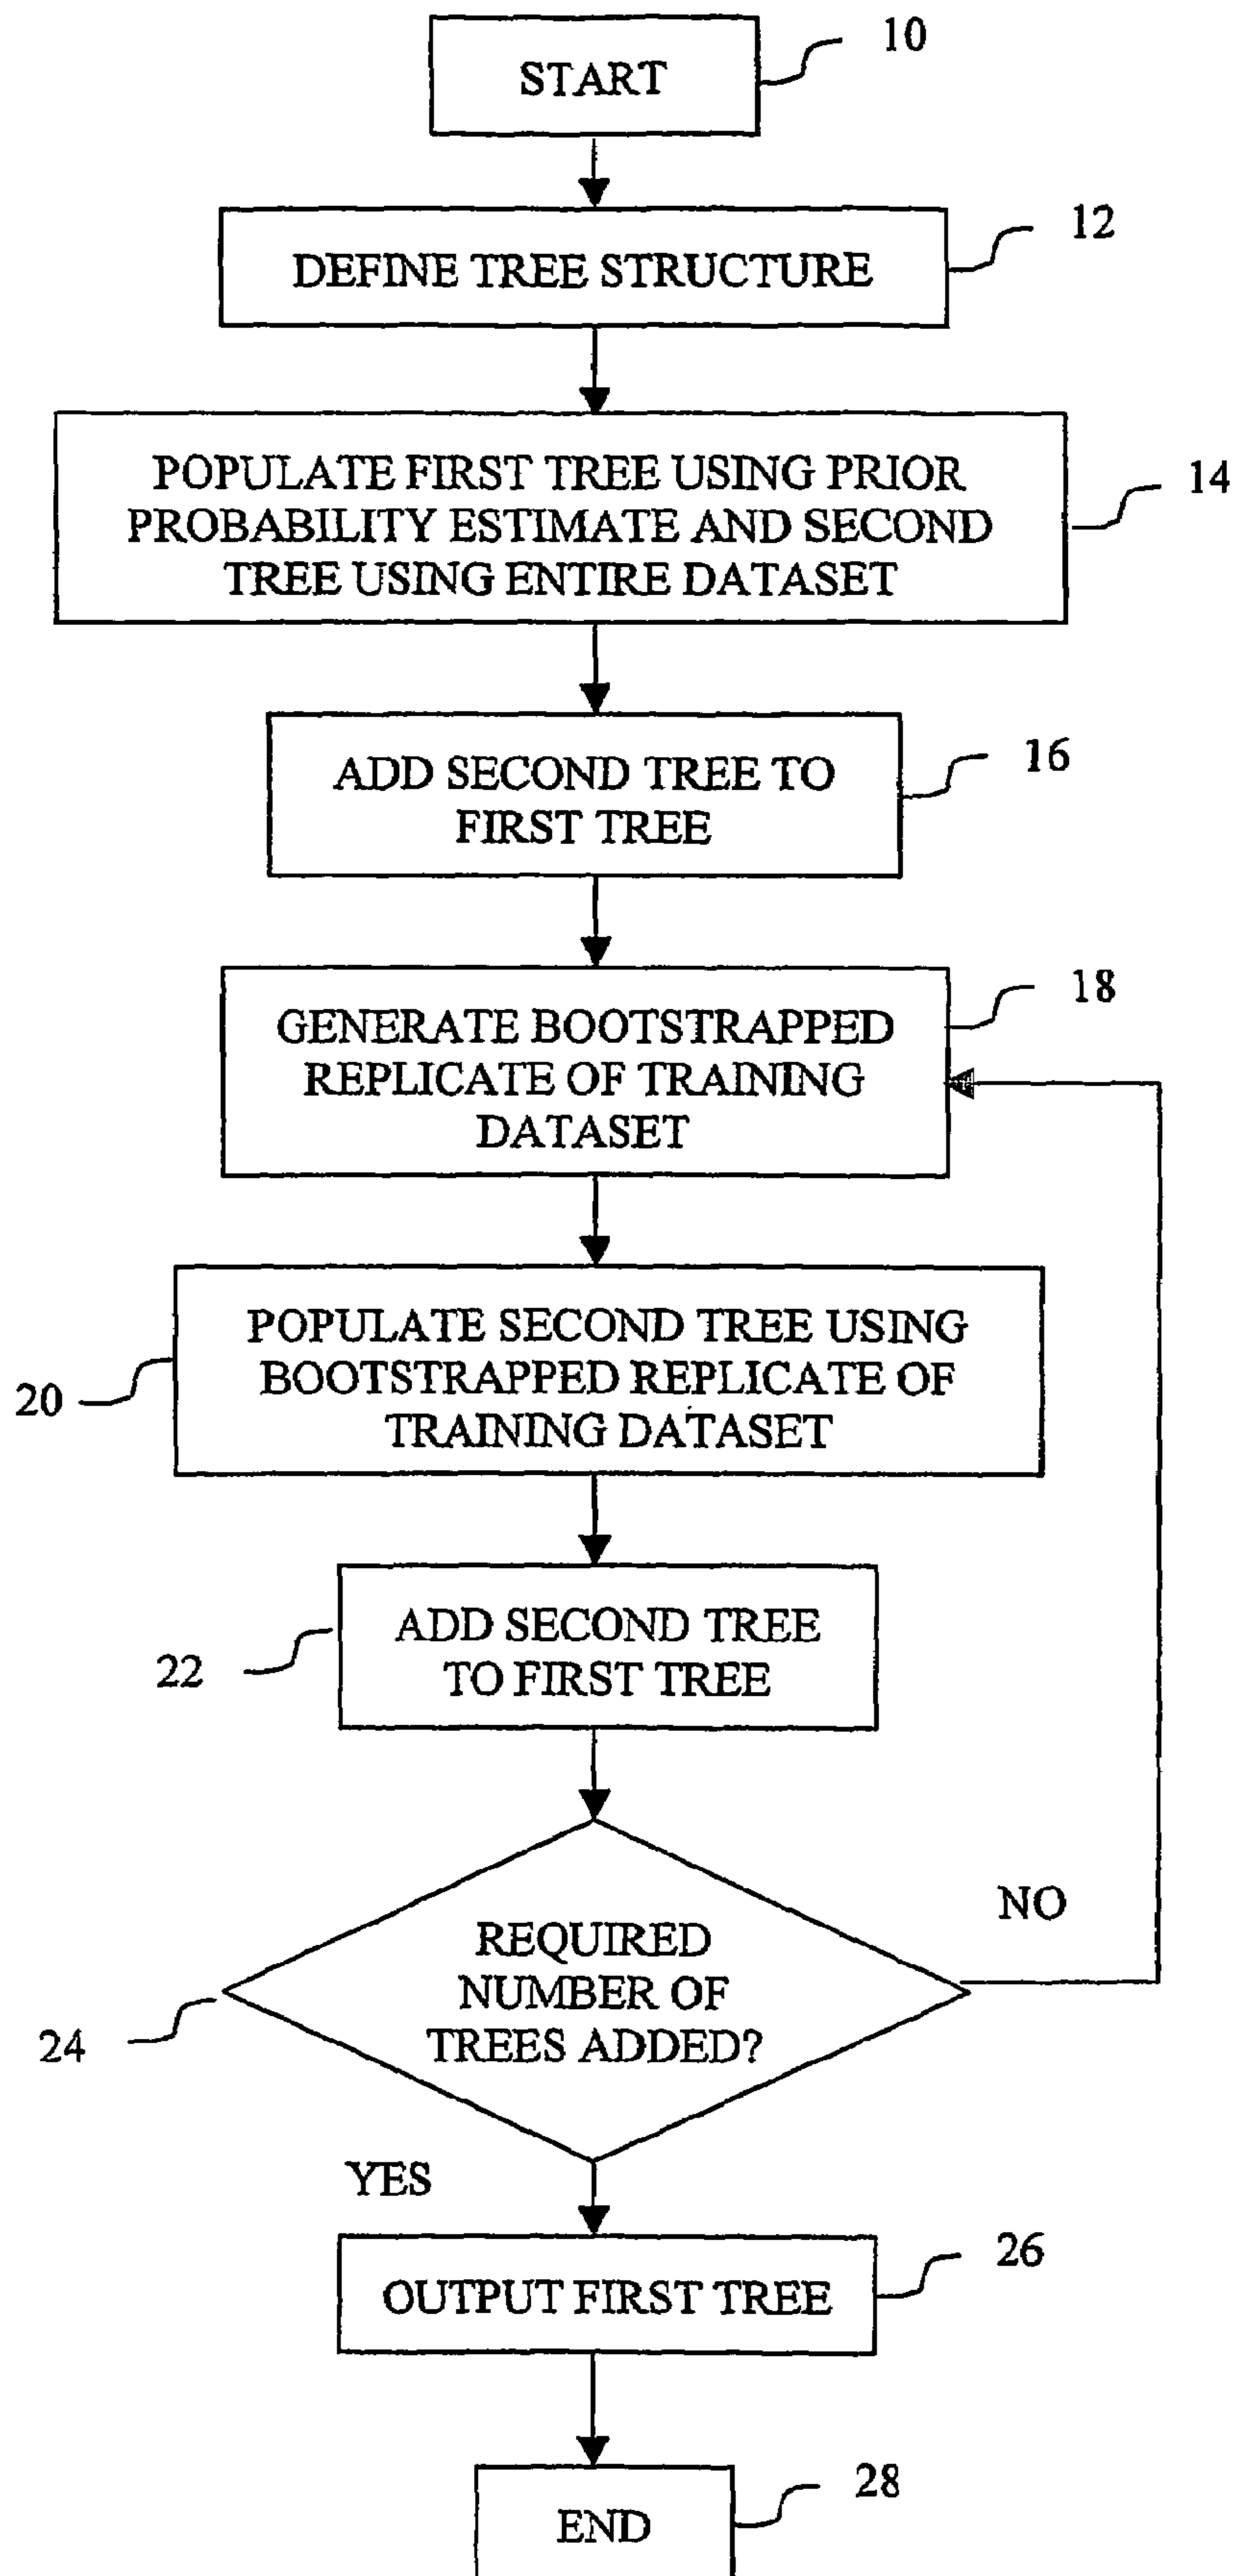 START
10
DEFINE TREE STRUCTURE
12
POPULATE FIRST TREE USING PRIOR
PROBABILITY ESTIMATE AND SECOND
TREE USING ENTIRE DATASET
14
ADD SECOND TREE TO
FIRST TREE
16
GENERATE BOOTSTRAPPED
REPLICATE OF TRAINING
DATASET
18
POPULATE SECOND TREE USING
BOOTSTRAPPED REPLICATE OF
TRAINING DATASET
20
ADD SECOND TREE
TO FIRST TREE
22
REQUIRED
NUMBER OF
TREES ADDED?
24
NO
YES
OUTPUT FIRST TREE
26
END
28